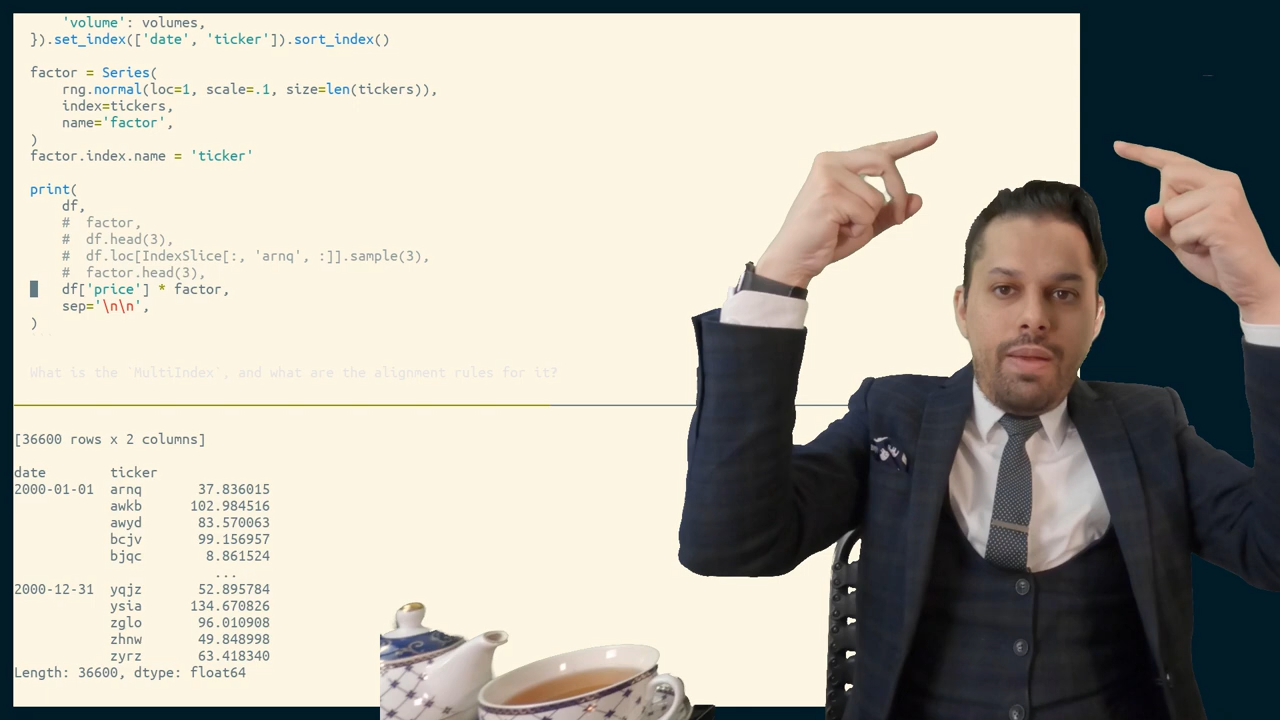 'volume': volumes,
}).set_index(['date', 'ticker']).sort_index()
factor = Series(
rng.normal(loc=1, scale=.1, size=len(tickers)),
index=tickers,
name='factor',
)
factor.index.name = 'ticker'
print(
df,
#  factor,
#  df.head(3),
#  df.loc[IndexSlice[:, 'arnq', :]].sample(3),
#  factor.head(3),
df['price'] * factor,
sep='\n\n',
)
```
What is the `MultiIndex`, and what are the alignment rules for it?
[36600 rows x 2 columns]
date        ticker
2000-01-01  arnq       37.836015
awkb      102.984516
awyd       83.570063
bcjv       99.156957
bjqc        8.861524
...
2000-12-31  yqjz       52.895784
ysia      134.670826
zglo       96.010908
zhnw       49.848998
zyrz       63.418340
Length: 36600, dtype: float64